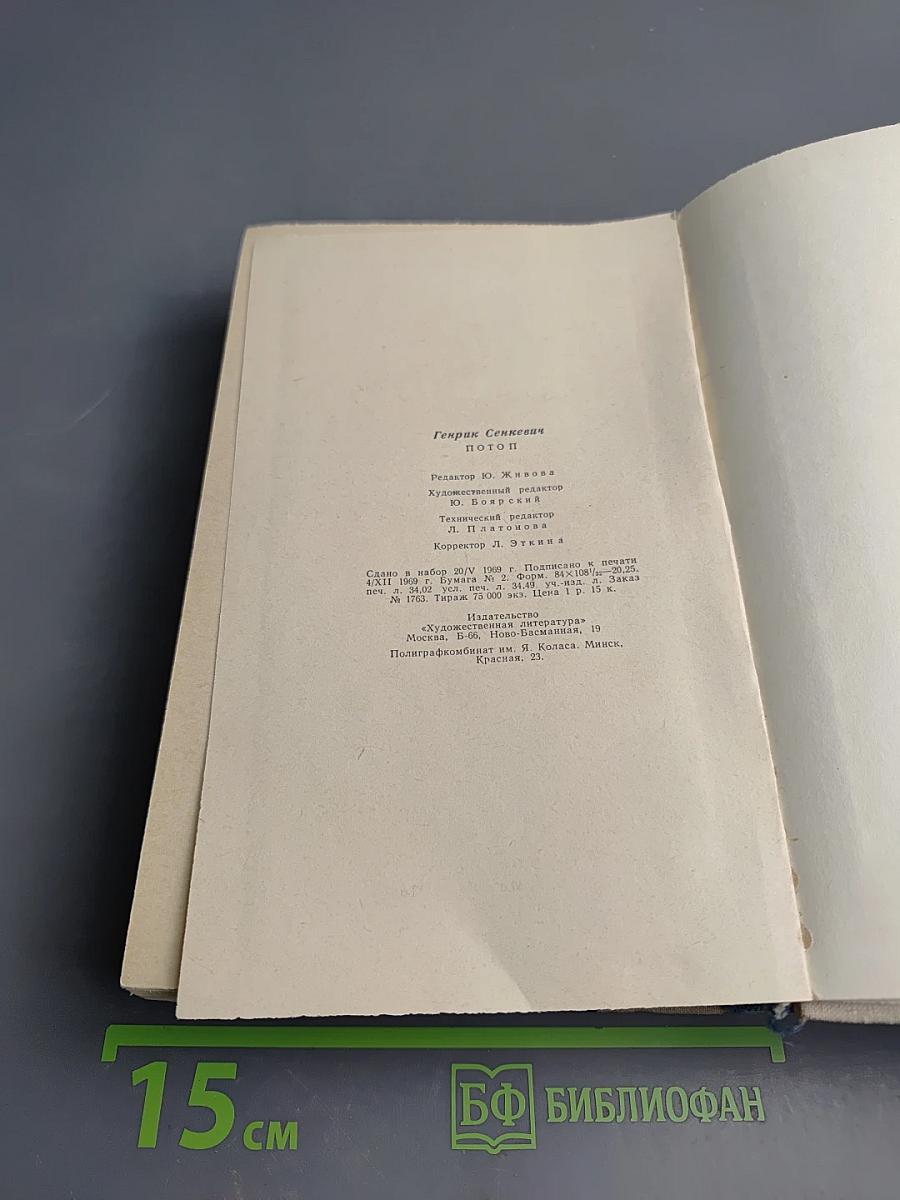 Генрик Сенкевич
ПОТОП
Редактор Ю. Живова
Художественный редактор
Ю. Боярский
Технический редактор
Л. Платонова
Корректор Л. Эткина
Сдано в набор 20/V 1969 г. Подписано к печати
4/XII 1969 г. Бумага № 2. Форм. 84×108¹/₃₂—20,25.
печ. л. 34,02 усл. печ. л. 34,49 уч.-изд. л. Заказ
№ 1763. Тираж 75 000 экз. Цена 1 р. 15 к.
Издательство
«Художественная литература»
Москва, Б-66, Ново-Басманная, 19
Полиграфкомбинат им. Я. Коласа. Минск,
Красная, 23.
15 см
БФ БИБЛИОФАН